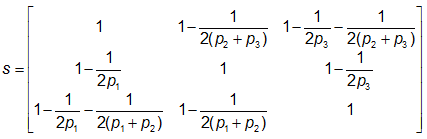 s = [ 1   1 − 1/(2(p₂ + p₃))   1 − 1/(2p₃) − 1/(2(p₂ + p₃))
1 − 1/(2p₁)   1   1 − 1/(2p₃)
1 − 1/(2p₁) − 1/(2(p₁ + p₂))   1 − 1/(2(p₁ + p₂))   1 ]